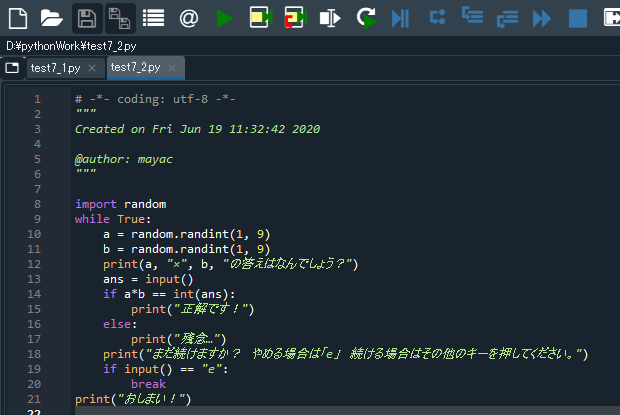 D:¥pythonWork¥test7_2.py
test7_1.py × test7_2.py ×
1 # -*- coding: utf-8 -*-
2 """
3 Created on Fri Jun 19 11:32:42 2020
4
5 @author: mayac
6 """
7
8 import random
9 while True:
10     a = random.randint(1, 9)
11     b = random.randint(1, 9)
12     print(a, "×", b, "の答えはなんでしょう？")
13     ans = input()
14     if a*b == int(ans):
15         print("正解です！")
16     else:
17         print("残念…")
18     print("まだ続けますか？　やめる場合は「e」 続ける場合はその他のキーを押してください。")
19     if input() == "e":
20         break
21 print("おしまい！")
22